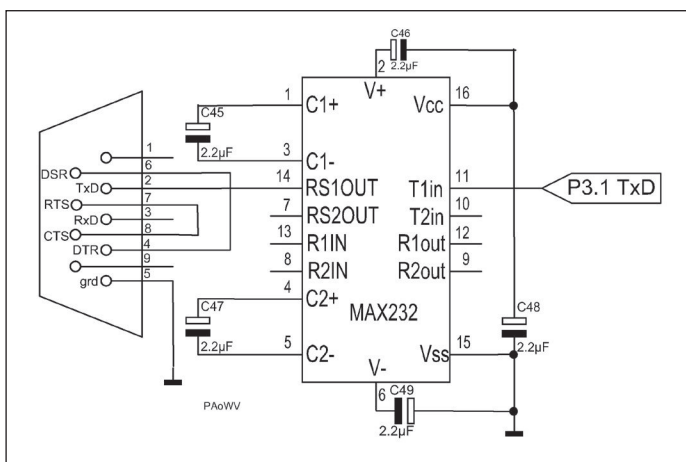 C46
2
2.2µF
1
C1+
V+
Vcc
16
C45
2.2µF
3
C1-
1
DSR
6
TxD
2
14
RS1OUT
T1in
11
P3.1 TxD
RTS
7
7
RS2OUT
T2in
10
RxD
3
13
R1IN
R1out
12
CTS
8
DTR
4
8
R2IN
R2out
9
9
grd
5
4
C2+
C47
2.2µF
MAX232
C48
2.2µF
5
C2-
Vss
15
V-
6
C49
2.2µF
PAoWV